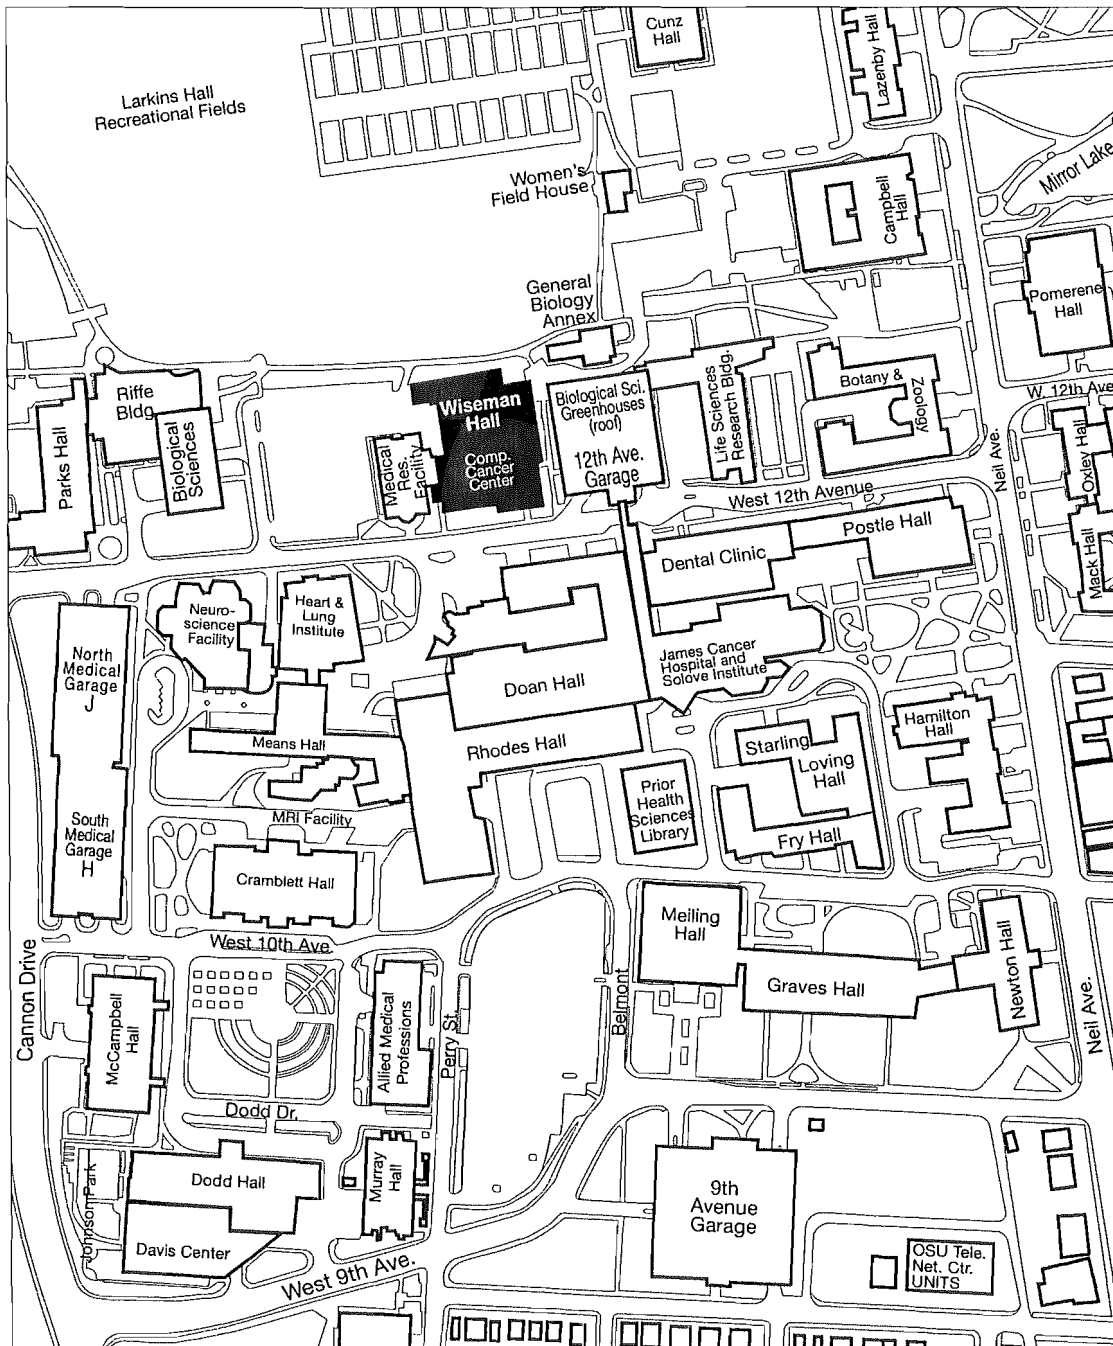 Cunz
Hall
Lazenby Hall
Larkins Hall
Recreational Fields
Mirror Lake
Women's
Field House
Campbell
Hall
General
Biology
Annex
Pomerene
Hall
Riffe
Bldg.
Wiseman
Hall
Comp.
Cancer
Center
Biological Sci.
Greenhouses
(roof)
12th Ave.
Garage
Life Sciences
Research Bldg.
Botany &
Zoology
W. 12th Ave
Parks Hall
Biological
Sciences
Medical
Res.
Facility
Neil Ave.
Oxley Hall
West 12th Avenue
Postle Hall
Dental Clinic
Mack Hall
Neuro-
science
Facility
Heart &
Lung
Institute
North
Medical
Garage
J
James Cancer
Hospital and
Solove Institute
Doan Hall
Means Hall
Rhodes Hall
Starling
Loving
Hall
Hamilton
Hall
Prior
Health
Sciences
Library
MRI Facility
South
Medical
Garage
H
Fry Hall
Cramblett Hall
Meiling
Hall
Newton Hall
West 10th Ave.
Cannon Drive
McCampbell
Hall
Allied Medical
Professions
Perry St.
Belmont
Graves Hall
Neil Ave.
Dodd Dr.
Johnson Park
Dodd Hall
Murray
Hall
9th
Avenue
Garage
Davis Center
West 9th Ave.
OSU Tele.
Net. Ctr.
UNITS